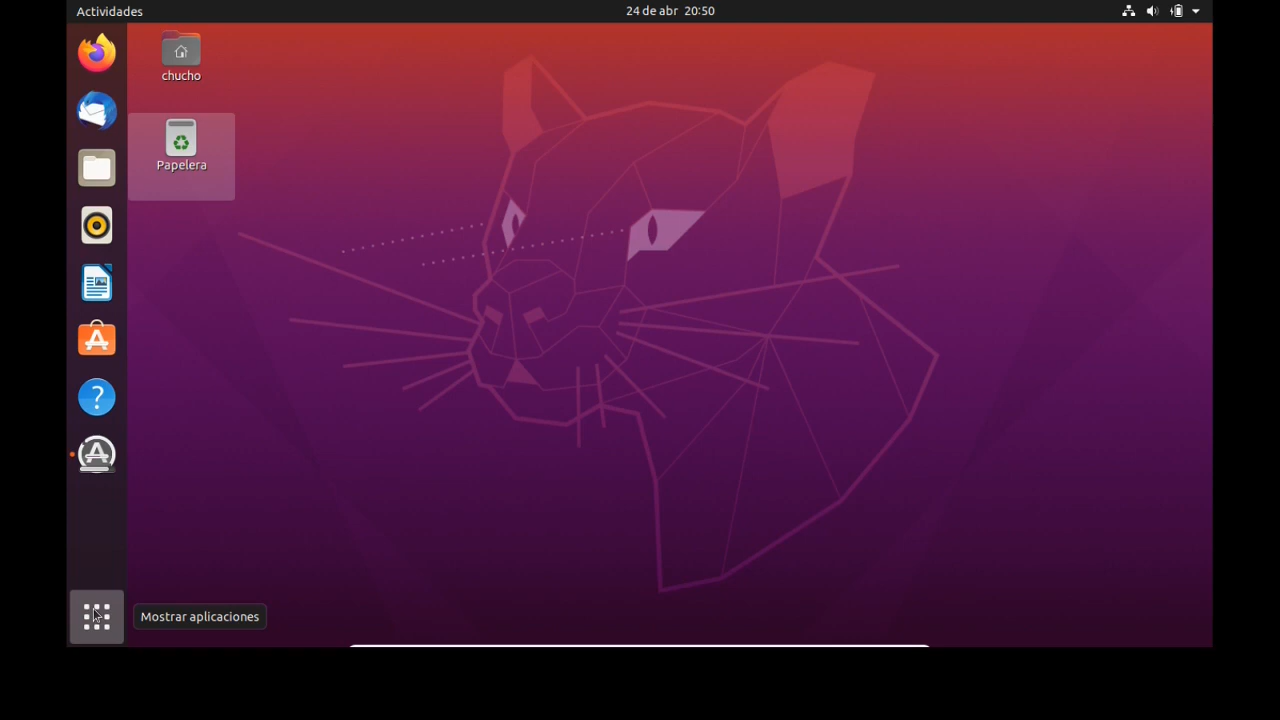 Actividades
24 de abr 20:50
chucho
Papelera
Mostrar aplicaciones